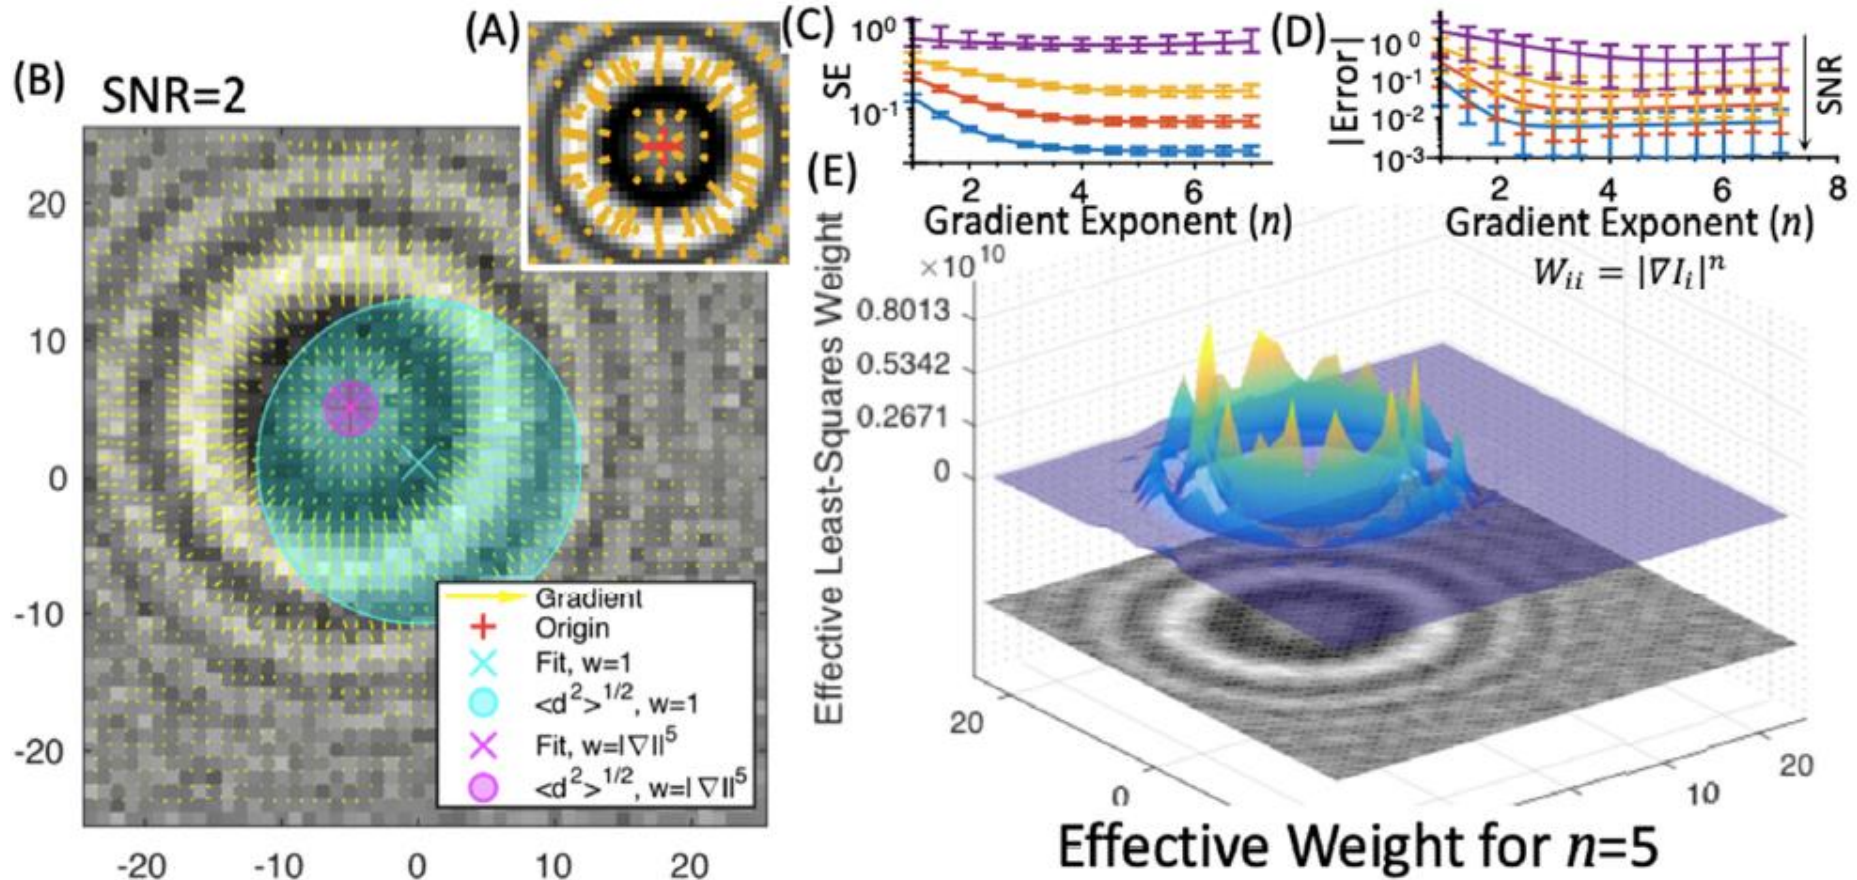 (A)
(B)
SNR=2
20
10
0
-10
-20
-20
-10
0
10
20
Gradient
Origin
Fit, w=1
<d²>^1/2, w=1
Fit, w=|∇I|⁵
<d²>^1/2, w=|∇I|⁵
(C)
SE
10⁰
10⁻¹
2
4
6
Gradient Exponent (n)
(D)
|Error|
10⁰
10⁻¹
10⁻²
10⁻³
2
4
6
8
SNR
Gradient Exponent (n)
Wᵢᵢ = |∇Iᵢ|ⁿ
(E)
Effective Least-Squares Weight
×10¹⁰
0.8013
0.5342
0.2671
0
20
0
10
20
Effective Weight for n=5